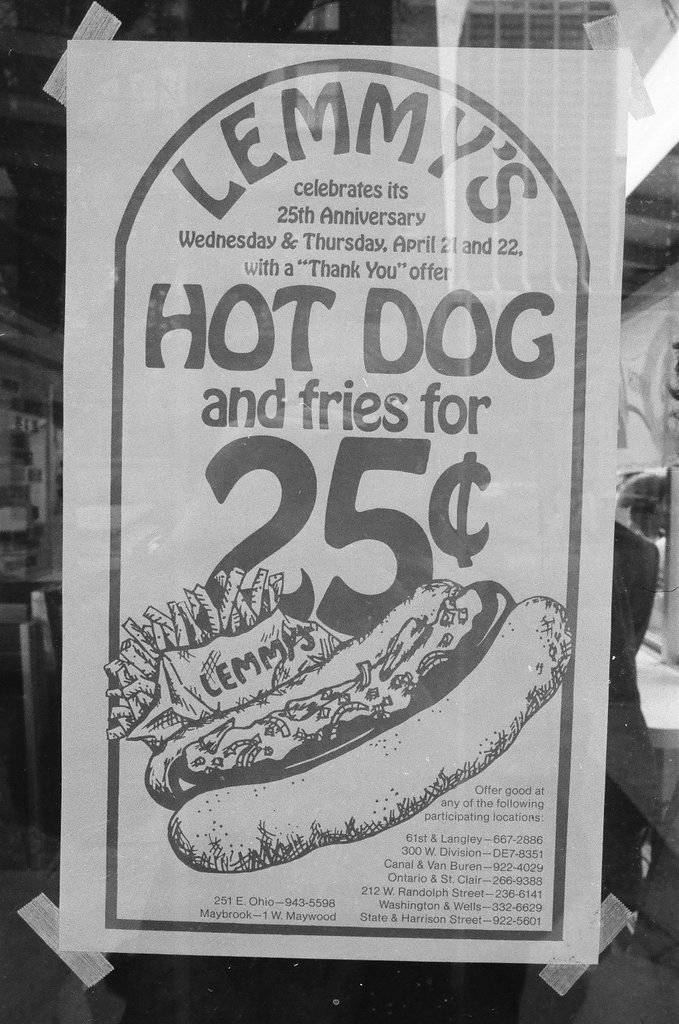 LEMMY'S
celebrates its
25th Anniversary
Wednesday & Thursday, April 21 and 22,
with a "Thank You" offer
HOT DOG
and fries for
25¢
LEMMY'S
Offer good at
any of the following
participating locations:
61st & Langley—667-2886
300 W. Division—DE7-8351
Canal & Van Buren—922-4029
Ontario & St. Clair—266-9388
212 W. Randolph Street—236-6141
Washington & Wells—332-6629
State & Harrison Street—922-5601
251 E. Ohio—943-5598
Maybrook—1 W. Maywood